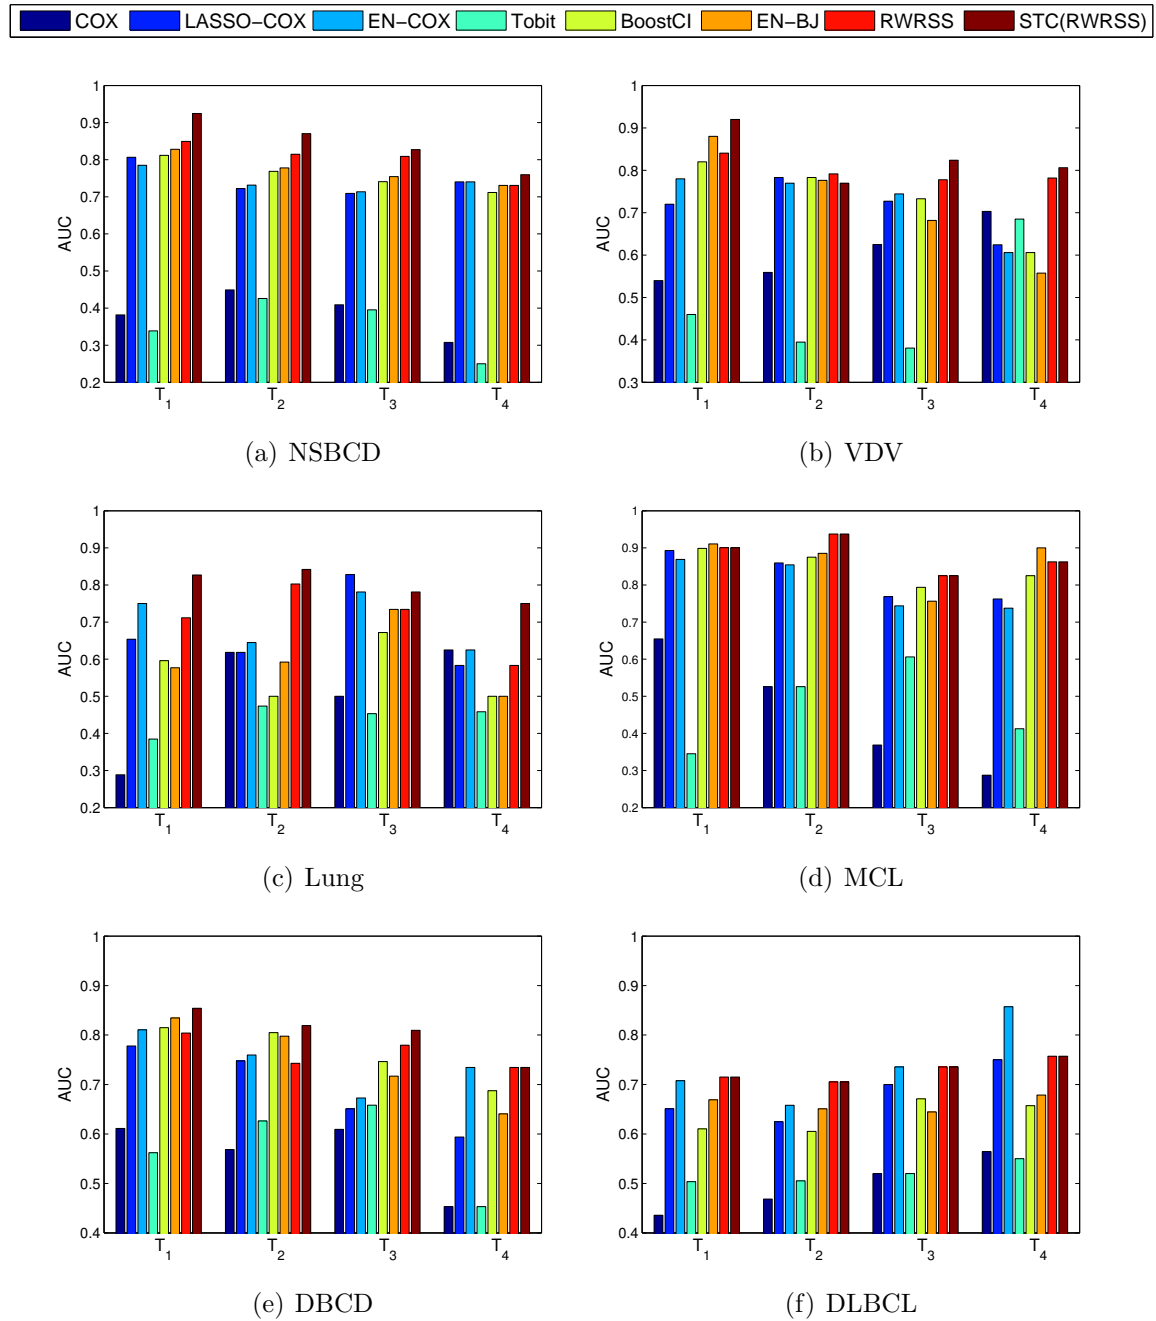 COX LASSO-COX EN-COX Tobit BoostCI EN-BJ RWRSS STC(RWRSS)
1
0.9
0.8
0.7
0.6
0.5
0.4
0.3
0.2
AUC
T1 T2 T3 T4
(a) NSBCD
1
0.9
0.8
0.7
0.6
0.5
0.4
0.3
AUC
T1 T2 T3 T4
(b) VDV
1
0.9
0.8
0.7
0.6
0.5
0.4
0.3
0.2
AUC
T1 T2 T3 T4
(c) Lung
1
0.9
0.8
0.7
0.6
0.5
0.4
0.3
0.2
AUC
T1 T2 T3 T4
(d) MCL
1
0.9
0.8
0.7
0.6
0.5
0.4
AUC
T1 T2 T3 T4
(e) DBCD
1
0.9
0.8
0.7
0.6
0.5
0.4
AUC
T1 T2 T3 T4
(f) DLBCL